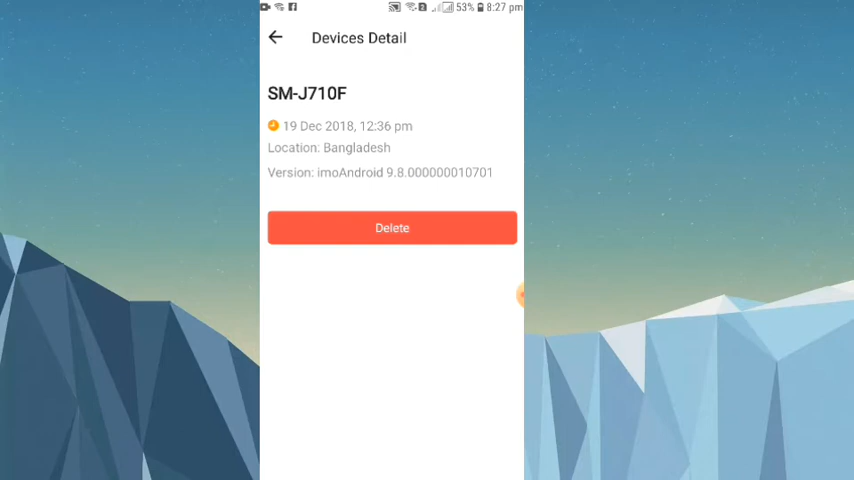 53% 8:27 pm
Devices Detail
SM-J710F
19 Dec 2018, 12:36 pm
Location: Bangladesh
Version: imoAndroid 9.8.000000010701
Delete